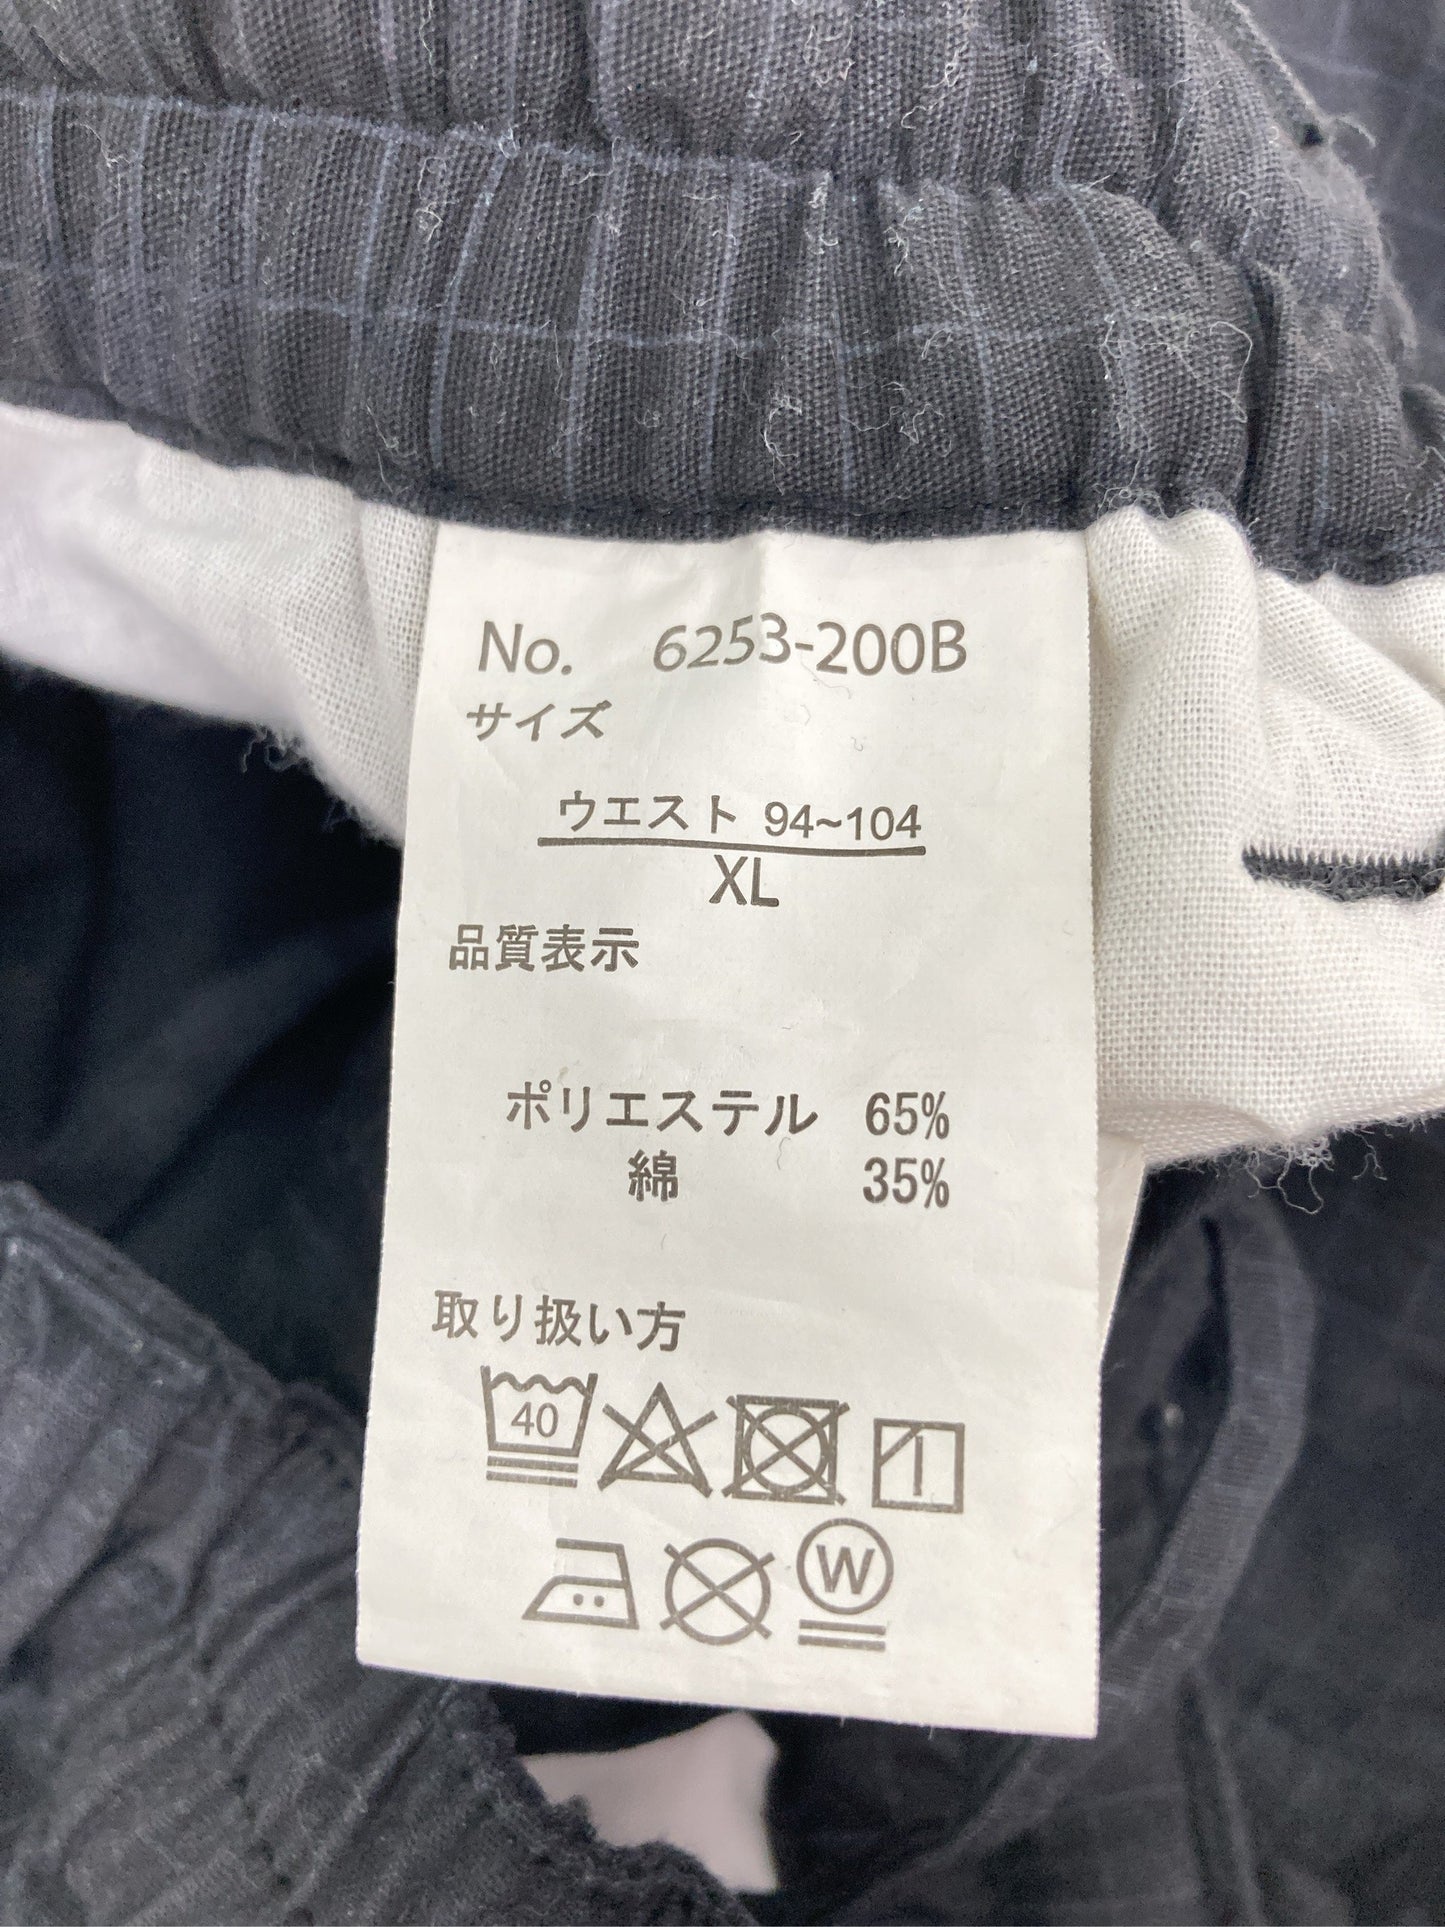 No. 6253-200B
サイズ
ウエスト 94~104
XL
品質表示
ポリエステル 65%
綿 35%
取り扱い方
40
W